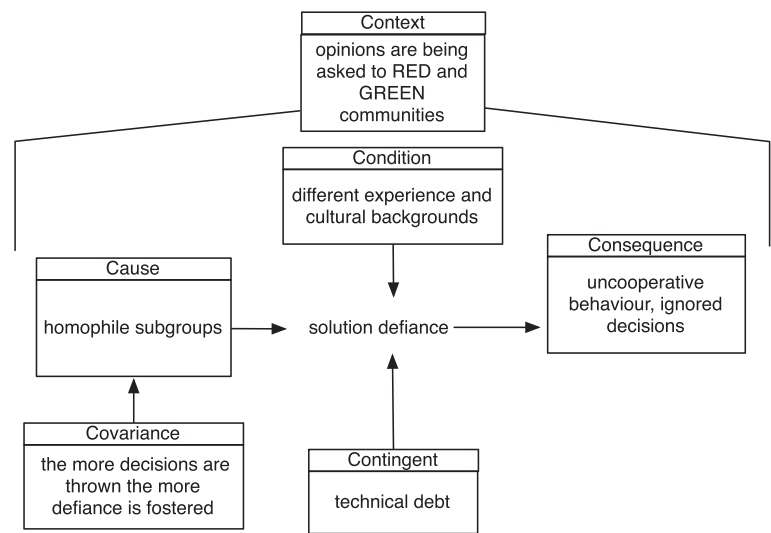 Context
opinions are being
asked to RED and
GREEN
communities
Condition
different experience and
cultural backgrounds
Consequence
uncooperative
behaviour, ignored
decisions
Cause
homophile subgroups
solution defiance
Covariance
the more decisions are
thrown the more
defiance is fostered
Contingent
technical debt